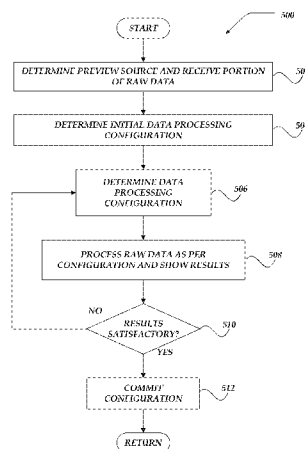 500
START
DETERMINE PREVIEW SOURCE AND RECEIVE PORTION
OF RAW DATA
50
DETERMINE INITIAL DATA PROCESSING
CONFIGURATION
50
DETERMINE DATA
PROCESSING
CONFIGURATION
506
PROCESS RAW DATA AS PER
CONFIGURATION AND SHOW RESULTS
508
NO
RESULTS
SATISFACTORY?
510
YES
COMMIT
CONFIGURATION
512
RETURN